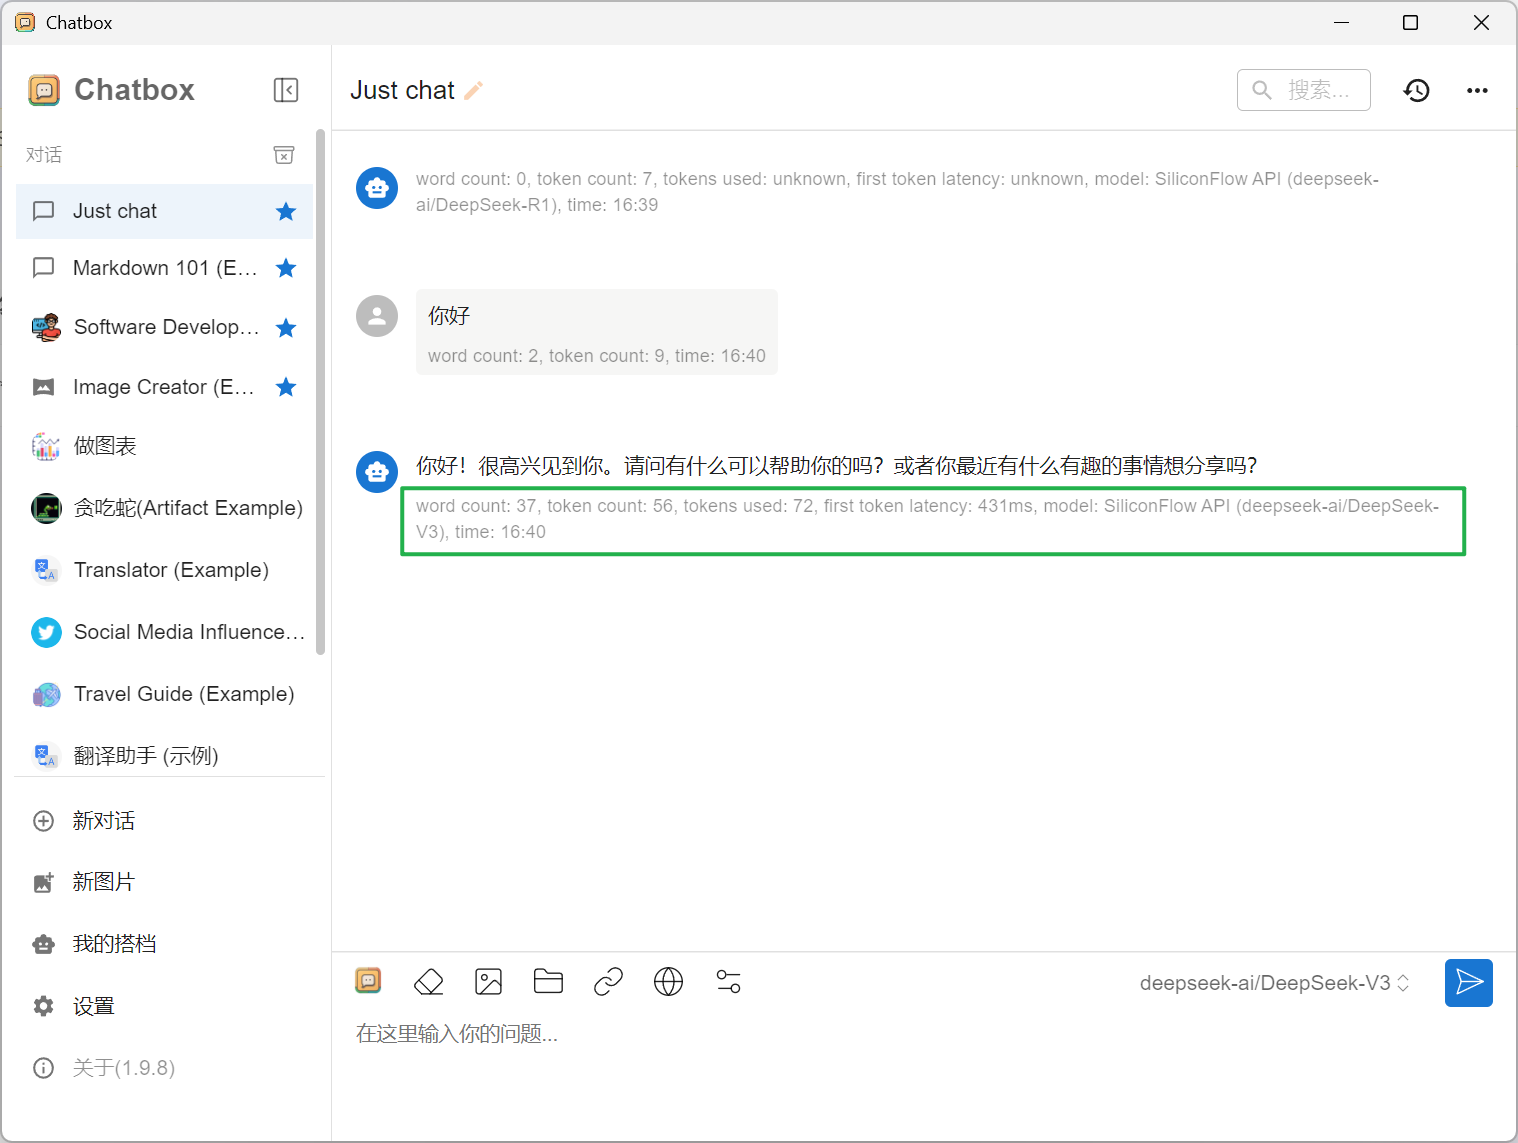 Chatbox
Chatbox
对话
Just chat
Markdown 101 (E...
Software Develop...
Image Creator (E...
做图表
贪吃蛇(Artifact Example)
Translator (Example)
Social Media Influence...
Travel Guide (Example)
翻译助手 (示例)
新对话
新图片
我的搭档
设置
关于(1.9.8)
Just chat
搜索...
word count: 0, token count: 7, tokens used: unknown, first token latency: unknown, model: SiliconFlow API (deepseek-
ai/DeepSeek-R1), time: 16:39
你好
word count: 2, token count: 9, time: 16:40
你好！很高兴见到你。请问有什么可以帮助你的吗？或者你最近有什么有趣的事情想分享吗？
word count: 37, token count: 56, tokens used: 72, first token latency: 431ms, model: SiliconFlow API (deepseek-ai/DeepSeek-
V3), time: 16:40
deepseek-ai/DeepSeek-V3
在这里输入你的问题...